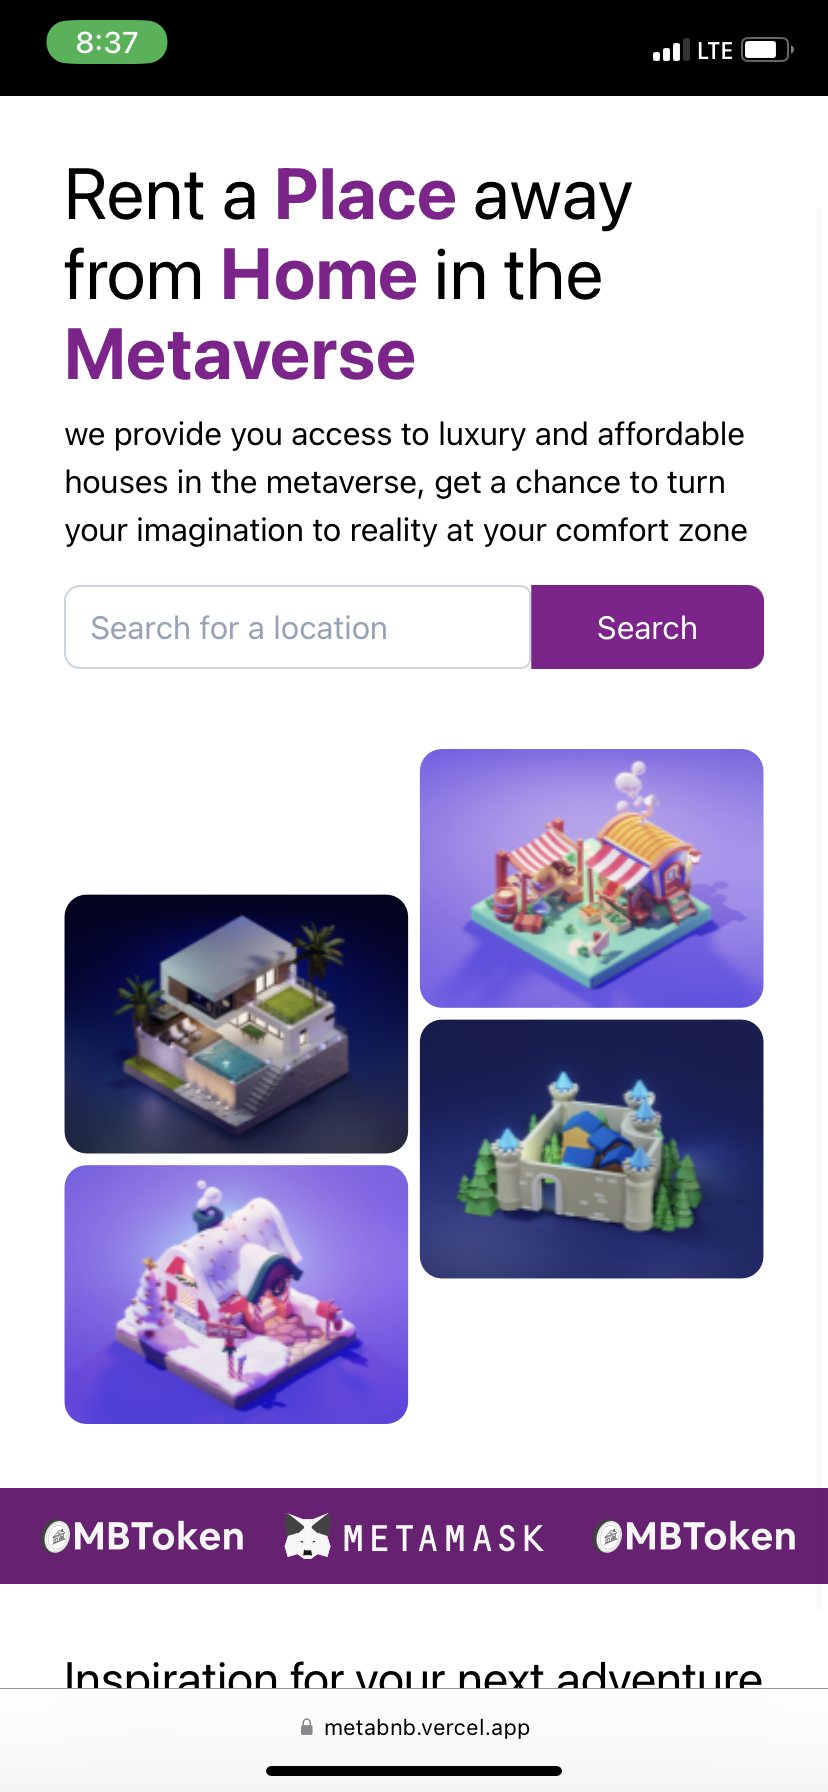 8:37
LTE
Rent a Place away
from Home in the
Metaverse
we provide you access to luxury and affordable
houses in the metaverse, get a chance to turn
your imagination to reality at your comfort zone
Search for a location
Search
MBToken
METAMASK
MBToken
Inspiration for your next adventure
metabnb.vercel.app